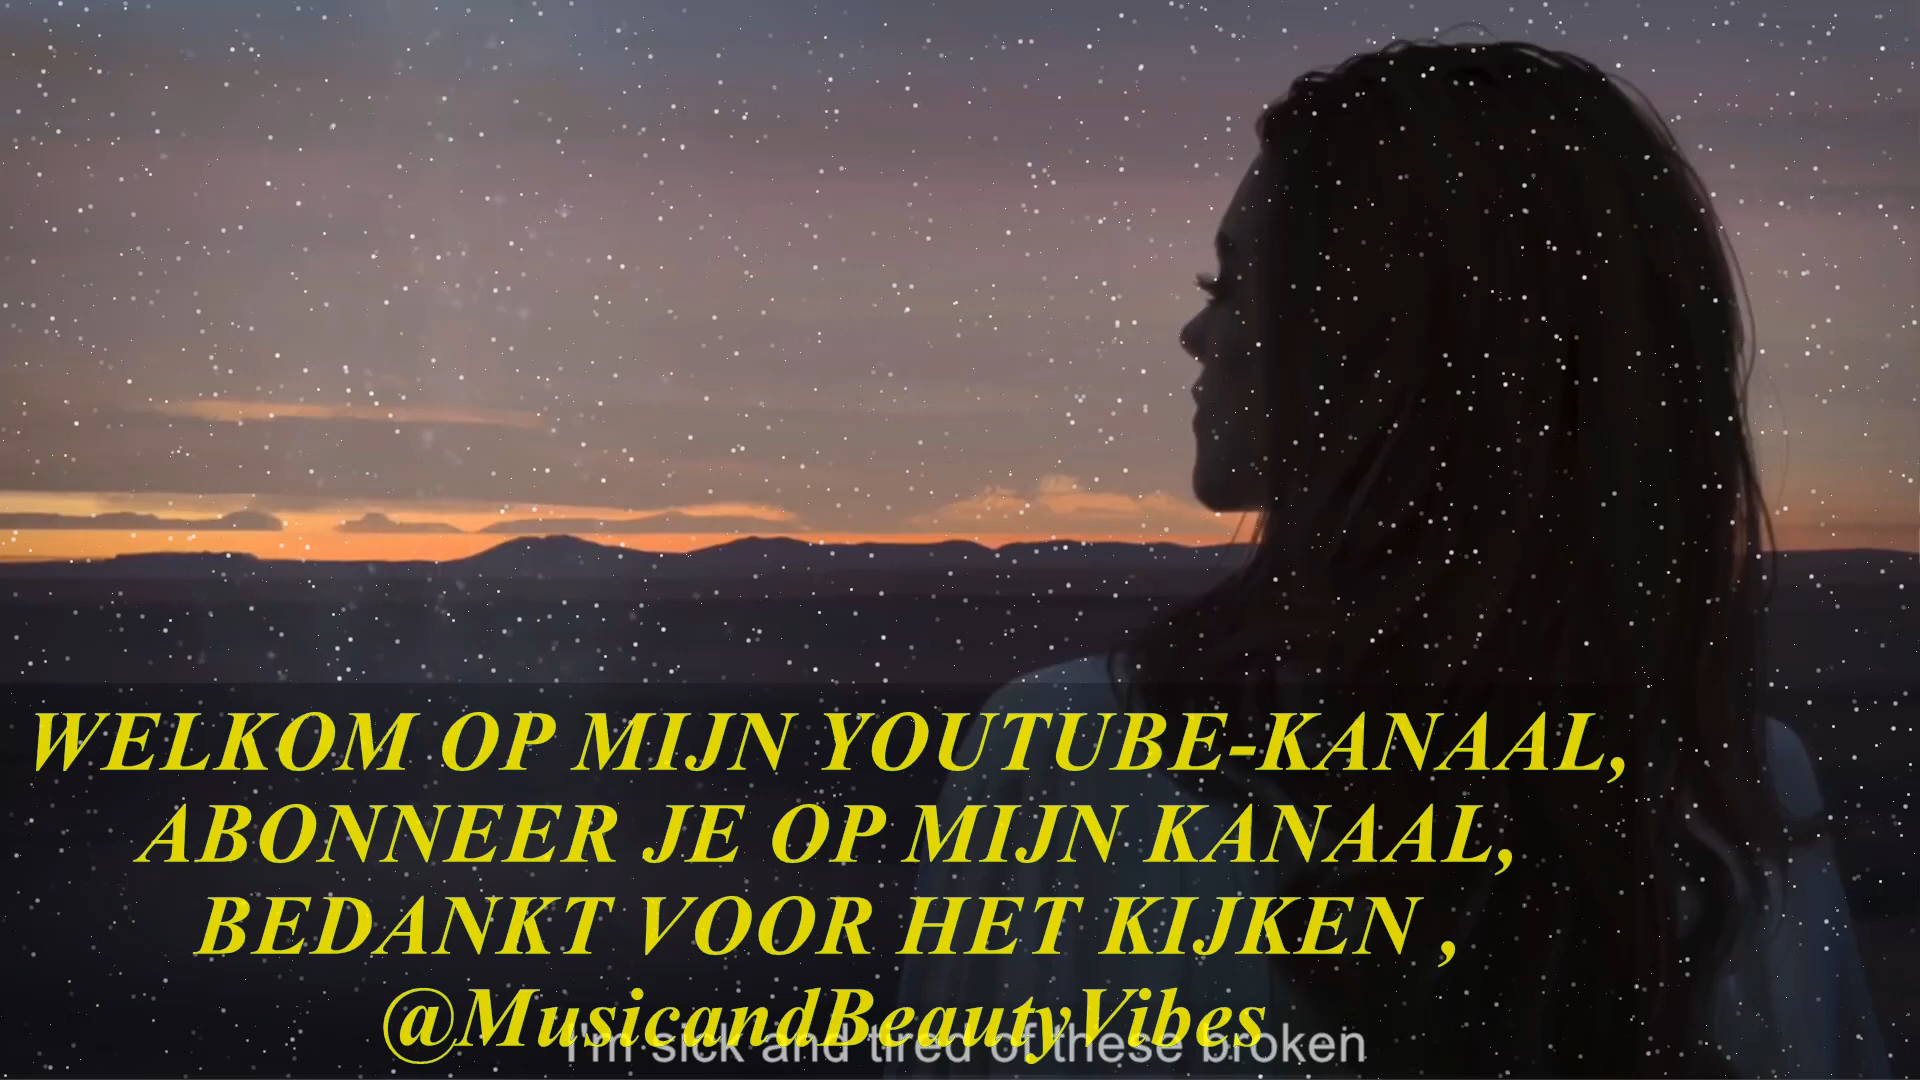 WELKOM OP MIJN YOUTUBE-KANAAL,
ABONNEER JE OP MIJN KANAAL,
BEDANKT VOOR HET KIJKEN ,
@MusicandBeautyVibes
I'm sick and tired of these broken